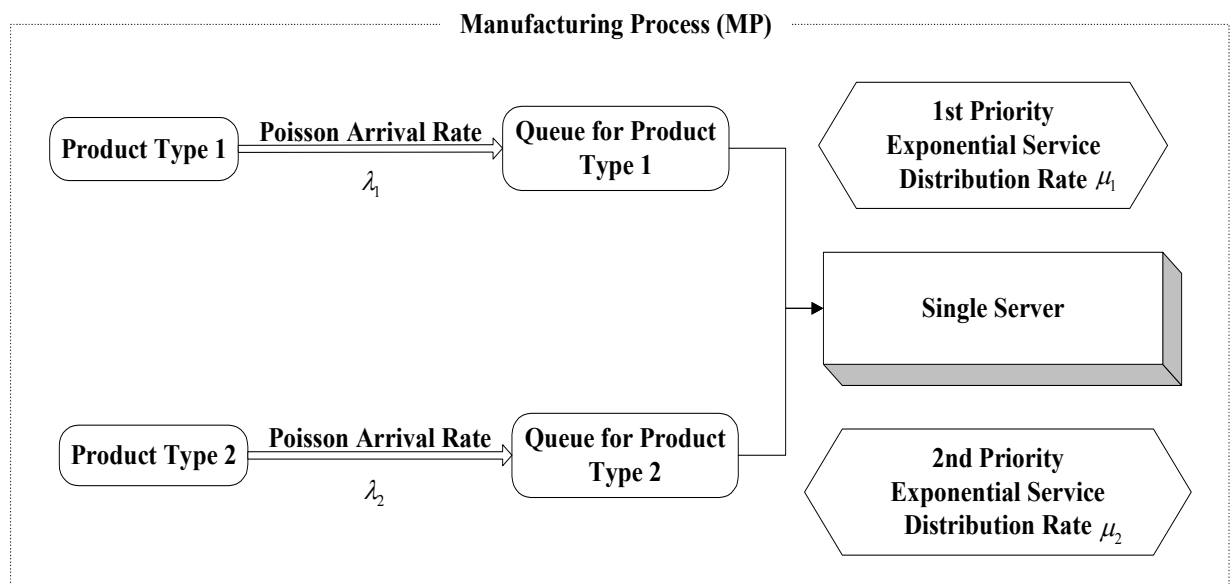 Manufacturing Process (MP)
Product Type 1
Poisson Arrival Rate
λ₁
Queue for Product
Type 1
1st Priority
Exponential Service
Distribution Rate μ₁
Single Server
Product Type 2
Poisson Arrival Rate
λ₂
Queue for Product
Type 2
2nd Priority
Exponential Service
Distribution Rate μ₂